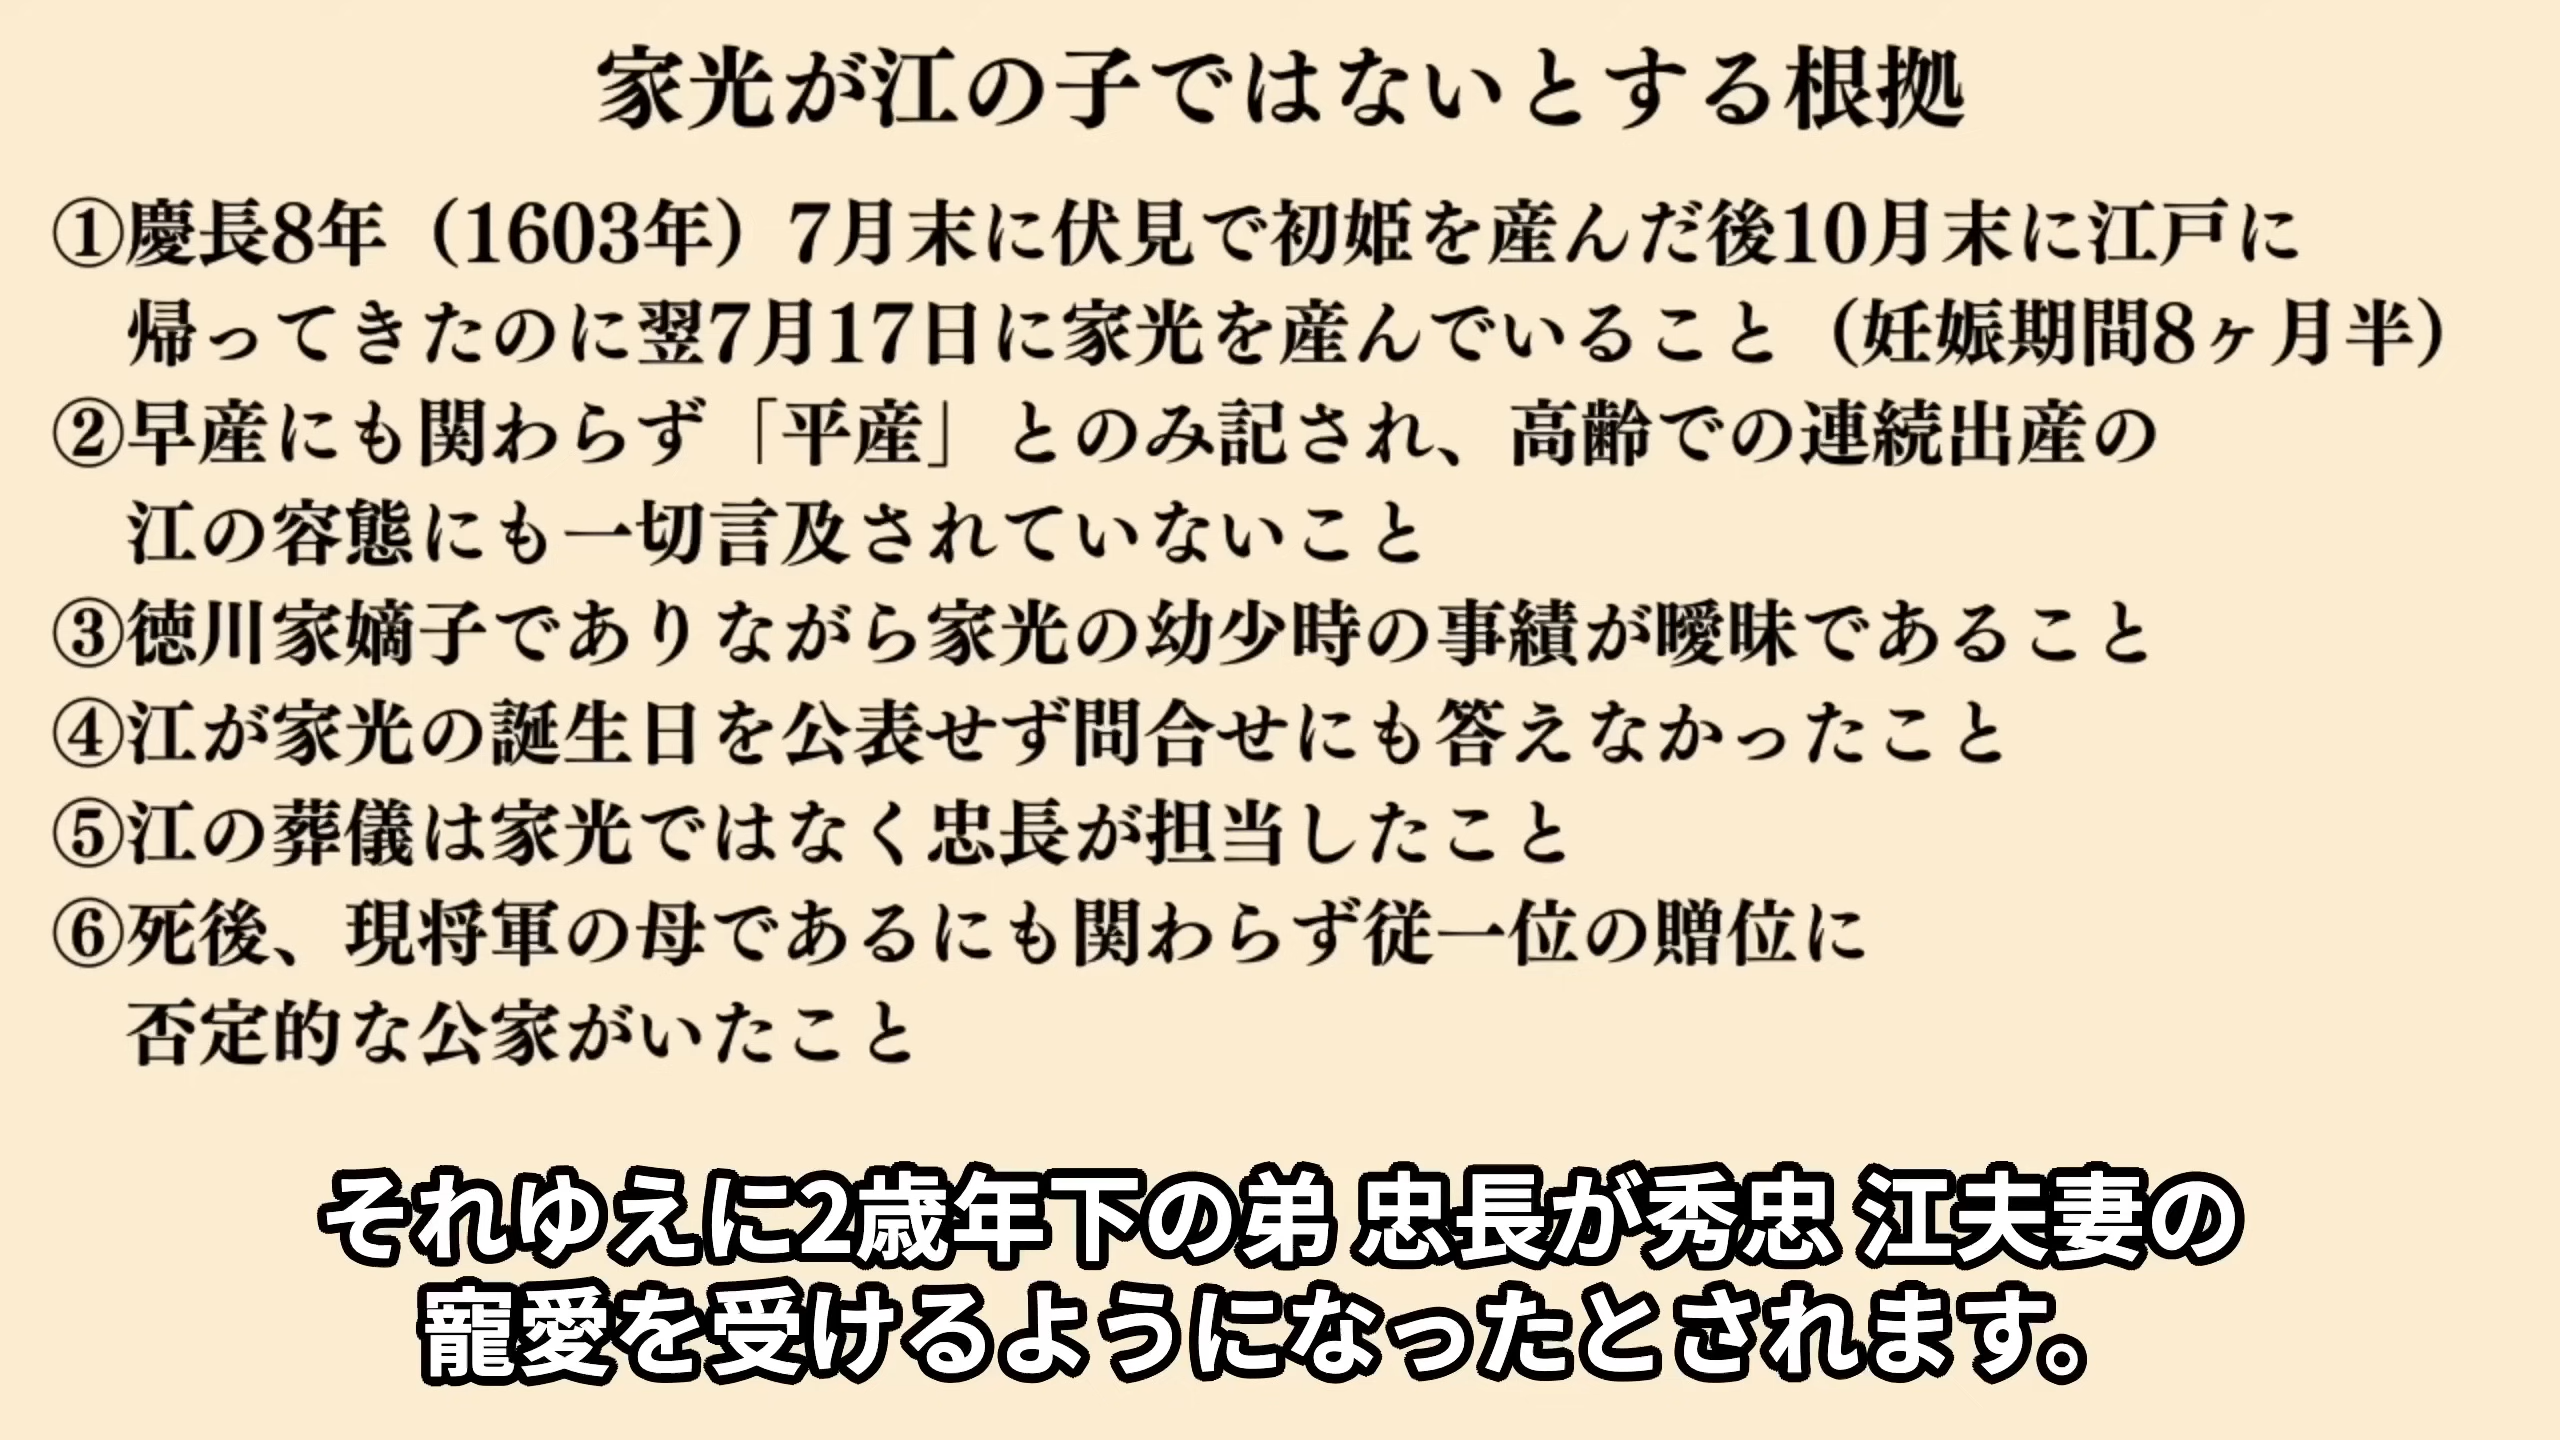 家光が江の子ではないとする根拠
①慶長8年（1603年）7月末に伏見で初姫を産んだ後10月末に江戸に
帰ってきたのに翌7月17日に家光を産んでいること（妊娠期間8ヶ月半）
②早産にも関わらず「平産」とのみ記され、高齢での連続出産の
江の容態にも一切言及されていないこと
③徳川家嫡子でありながら家光の幼少時の事績が曖昧であること
④江が家光の誕生日を公表せず問合せにも答えなかったこと
⑤江の葬儀は家光ではなく忠長が担当したこと
⑥死後、現将軍の母であるにも関わらず従一位の贈位に
否定的な公家がいたこと
それゆえに2歳年下の弟 忠長が秀忠 江夫妻の
寵愛を受けるようになったとされます。